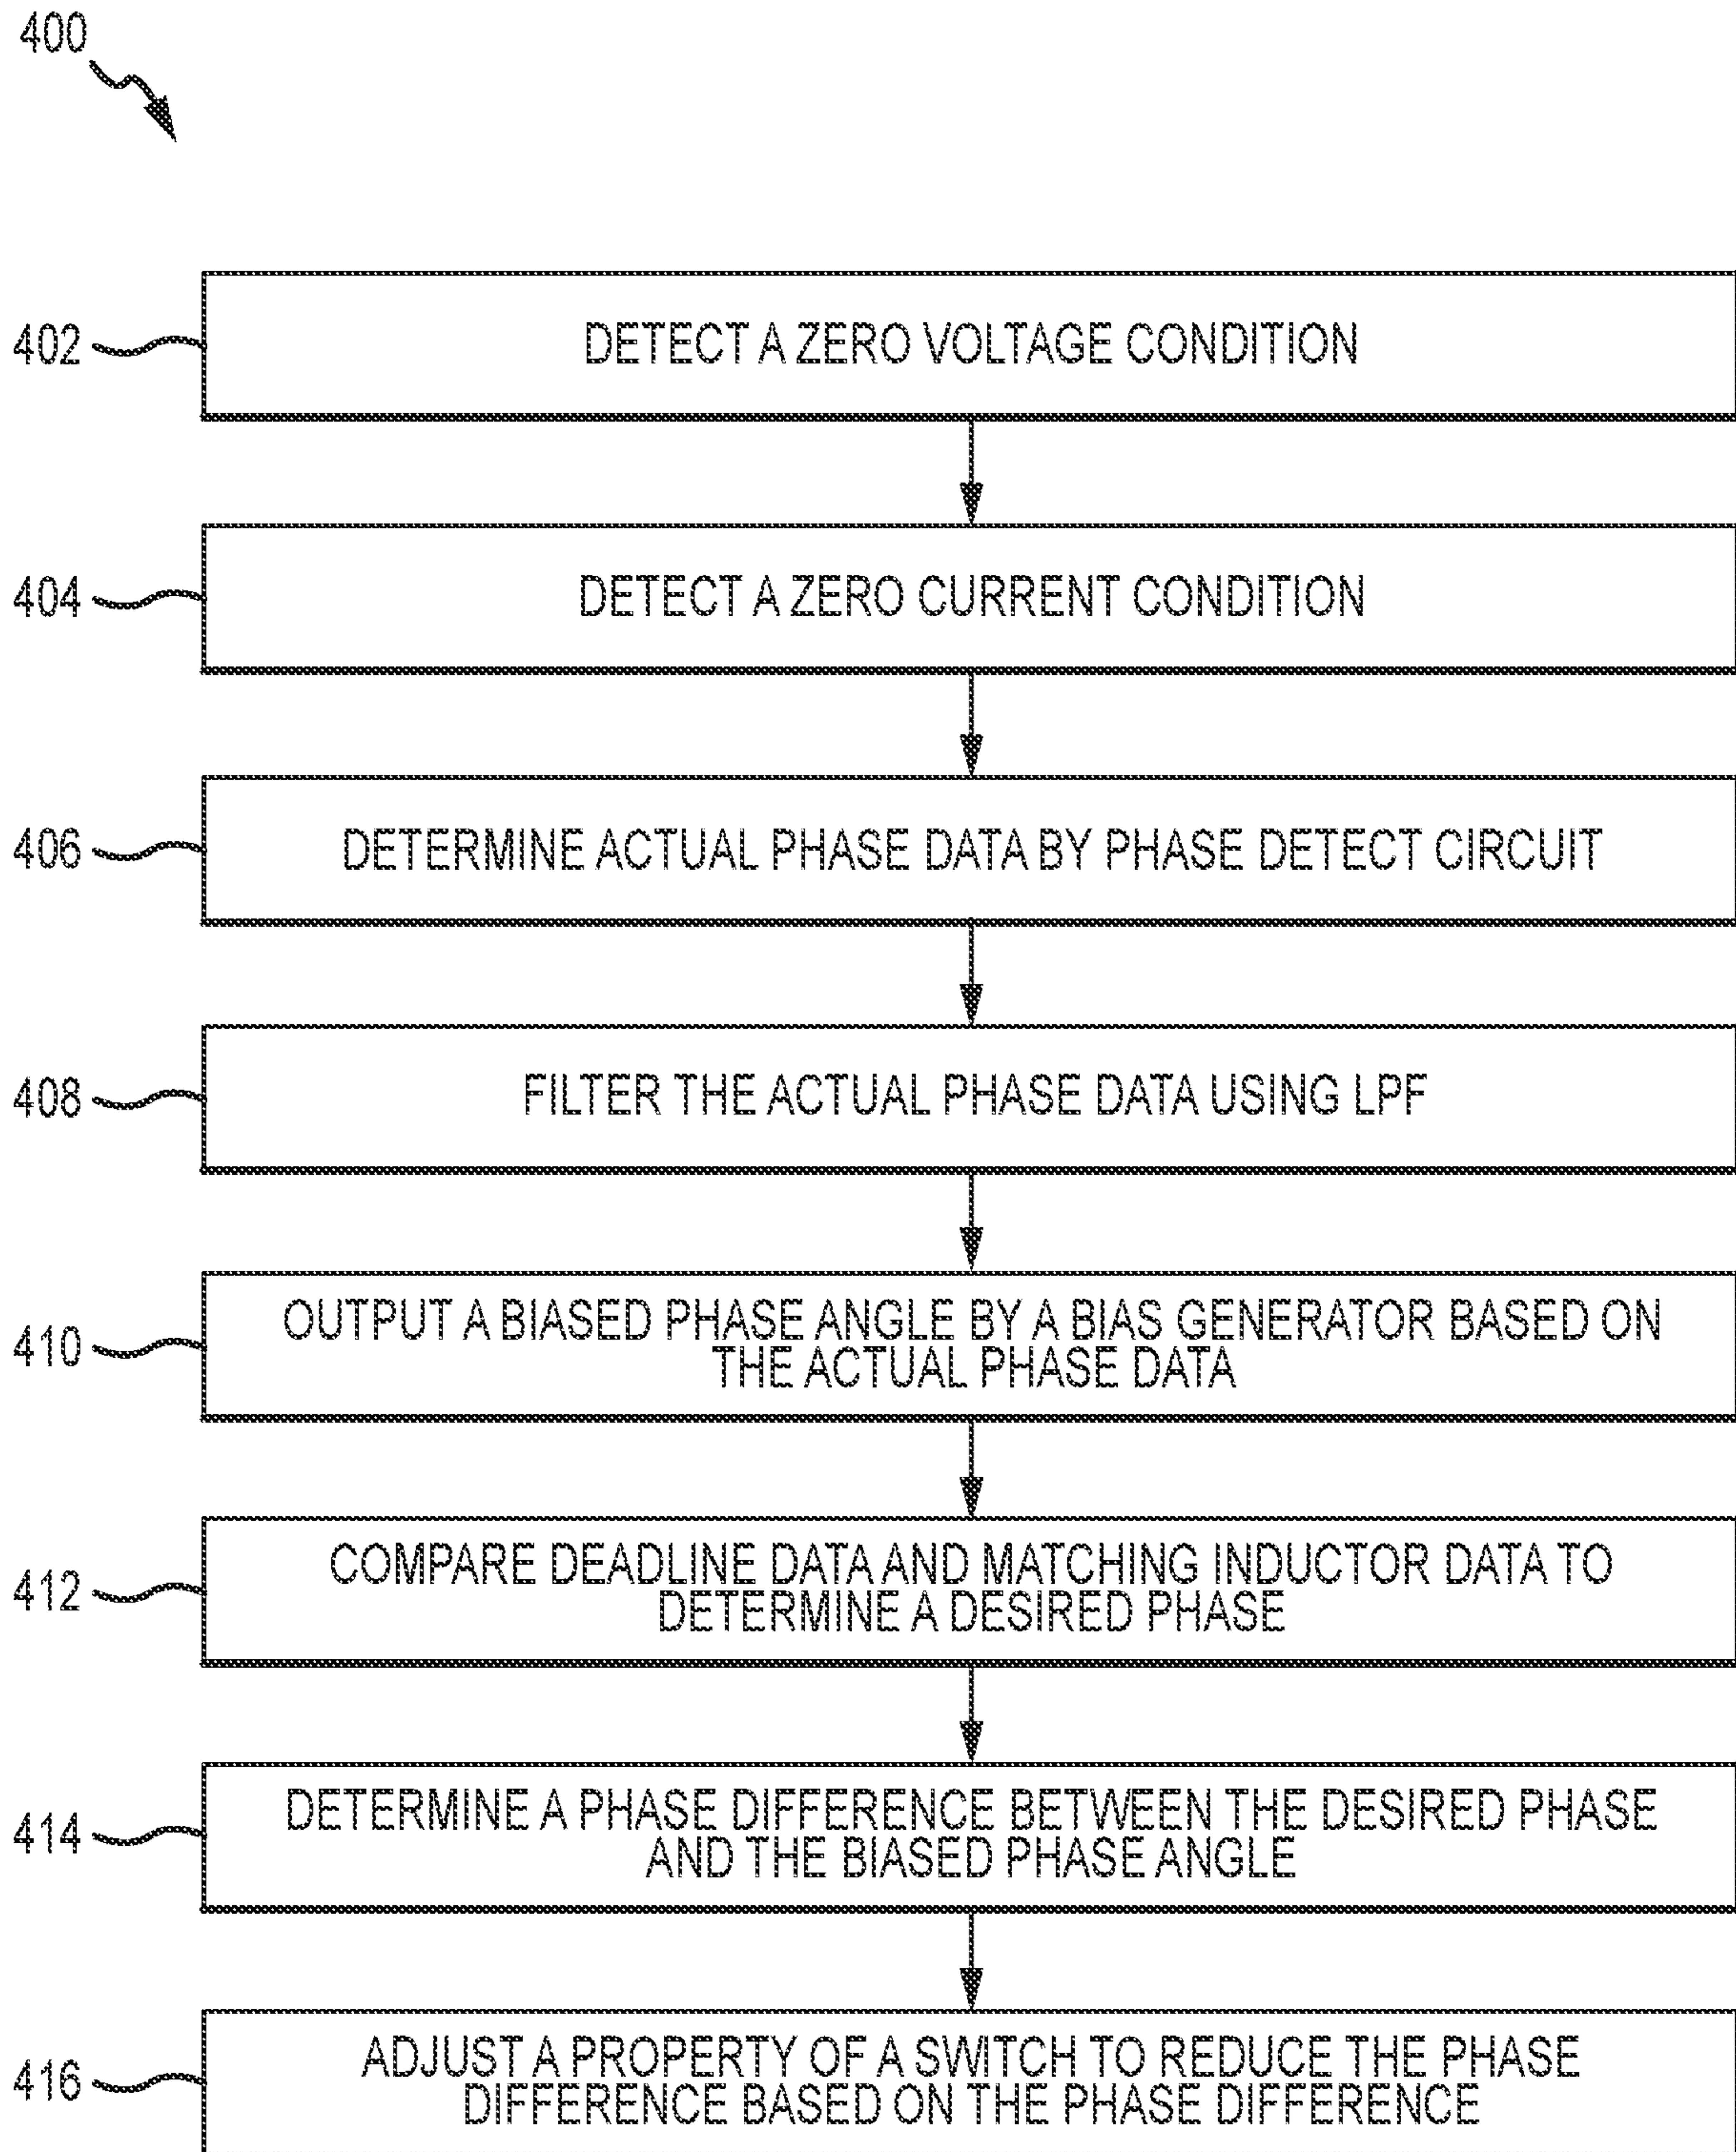 400
402
DETECT A ZERO VOLTAGE CONDITION
404
DETECT A ZERO CURRENT CONDITION
406
DETERMINE ACTUAL PHASE DATA BY PHASE DETECT CIRCUIT
408
FILTER THE ACTUAL PHASE DATA USING LPF
410
OUTPUT A BIASED PHASE ANGLE BY A BIAS GENERATOR BASED ON
THE ACTUAL PHASE DATA
412
COMPARE DEADLINE DATA AND MATCHING INDUCTOR DATA TO
DETERMINE A DESIRED PHASE
414
DETERMINE A PHASE DIFFERENCE BETWEEN THE DESIRED PHASE
AND THE BIASED PHASE ANGLE
416
ADJUST A PROPERTY OF A SWITCH TO REDUCE THE PHASE
DIFFERENCE BASED ON THE PHASE DIFFERENCE